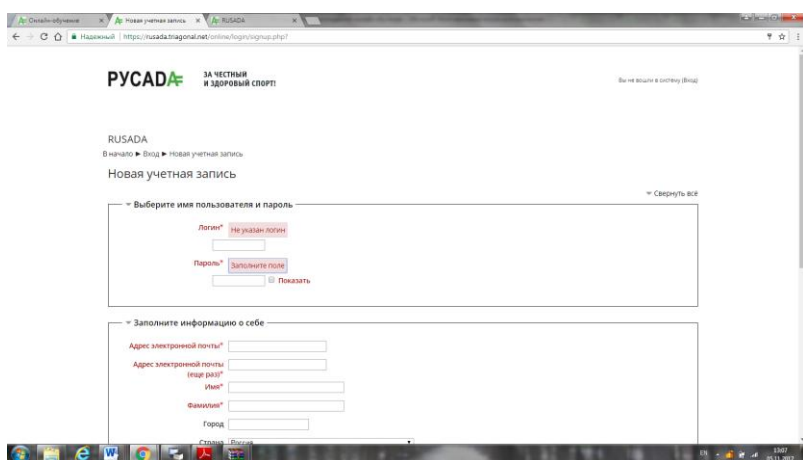 Онлайн-обучение
Новая учетная запись
RUSADA
Надежный
https://rusada.triagonal.net/online/login/signup.php?
РУСАДА
ЗА ЧЕСТНЫЙ
И ЗДОРОВЫЙ СПОРТ!
Вы не вошли в систему (Вход)
RUSADA
В начало ► Вход ► Новая учетная запись
Новая учетная запись
Свернуть всё
Выберите имя пользователя и пароль
Логин* Не указан логин
Пароль* Заполните поле
Показать
Заполните информацию о себе
Адрес электронной почты*
Адрес электронной почты
(еще раз)*
Имя*
Фамилия*
Город
Страна Россия
EN
13:07
05.11.2017